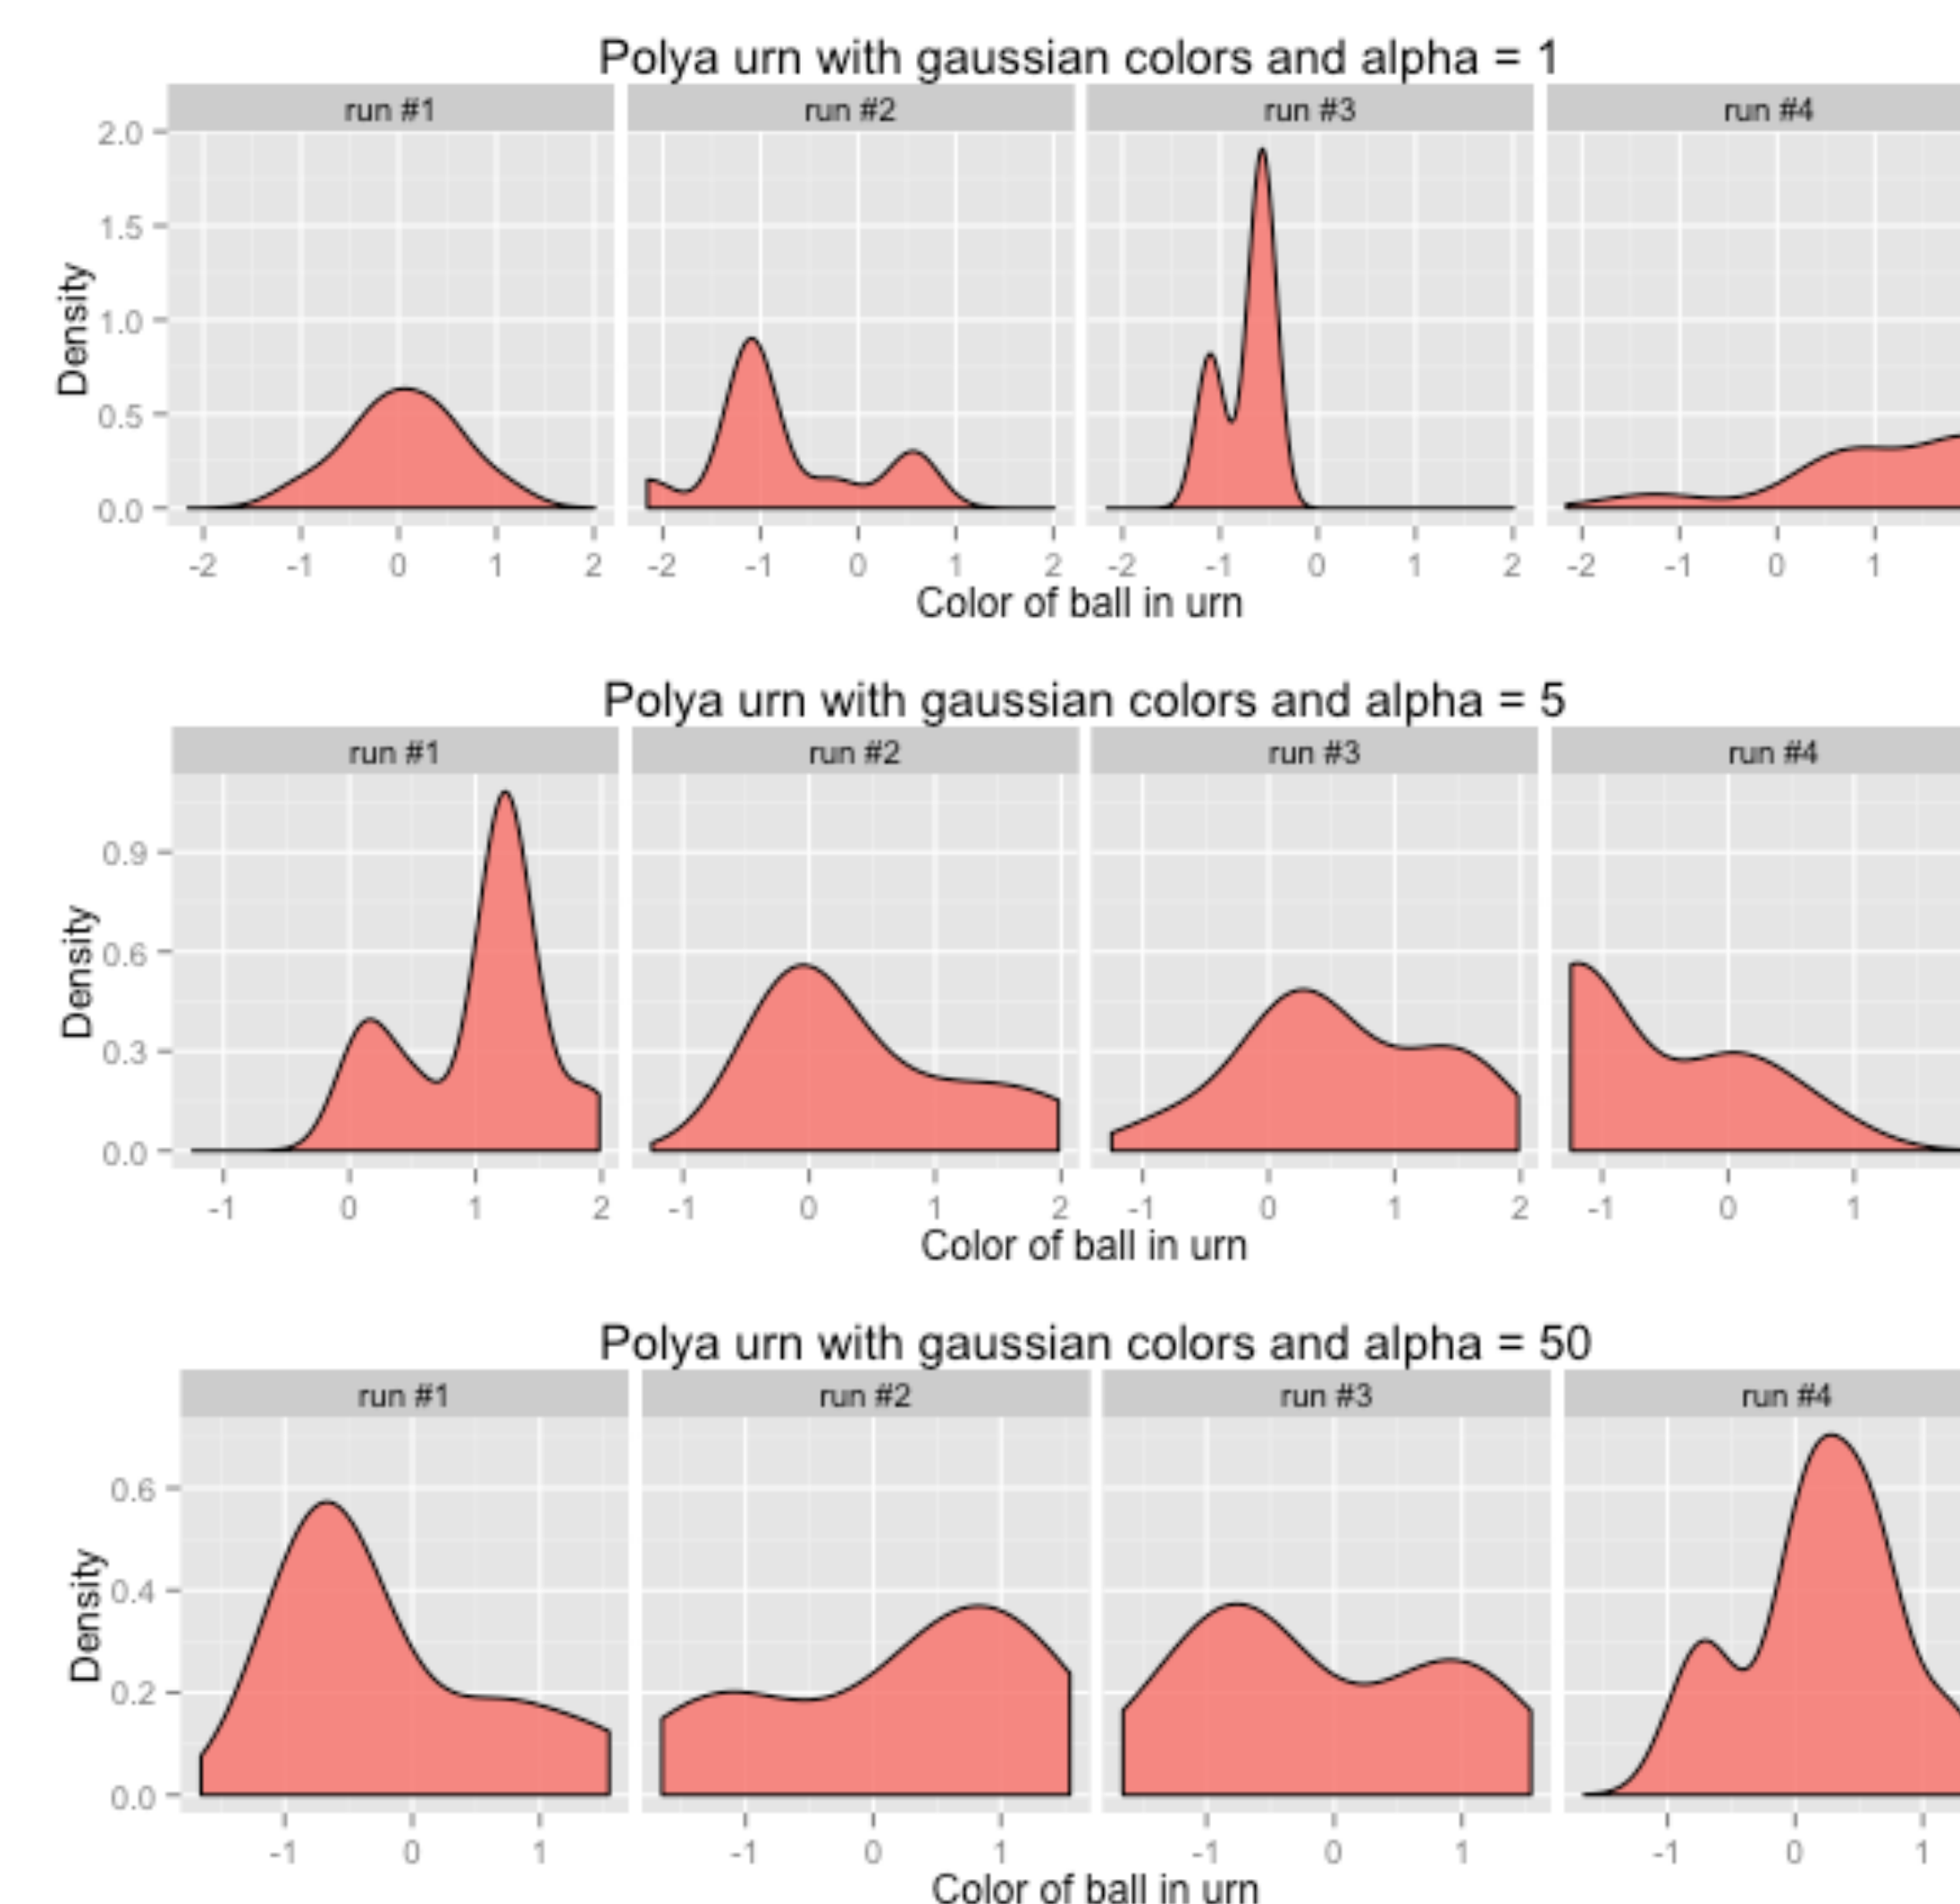 Polya urn with gaussian colors and alpha = 1
run #1 run #2 run #3 run #4
2.0
1.5
1.0
0.5
0.0
Density
-2 -1 0 1 2 -2 -1 0 1 2 -2 -1 0 1 2 -2 -1 0 1
Color of ball in urn
Polya urn with gaussian colors and alpha = 5
run #1 run #2 run #3 run #4
0.9
0.6
0.3
0.0
Density
-1 0 1 2 -1 0 1 2 -1 0 1 2 -1 0 1
Color of ball in urn
Polya urn with gaussian colors and alpha = 50
run #1 run #2 run #3 run #4
0.6
0.4
0.2
0.0
Density
-1 0 1 -1 0 1 -1 0 1 -1 0 1
Color of ball in urn